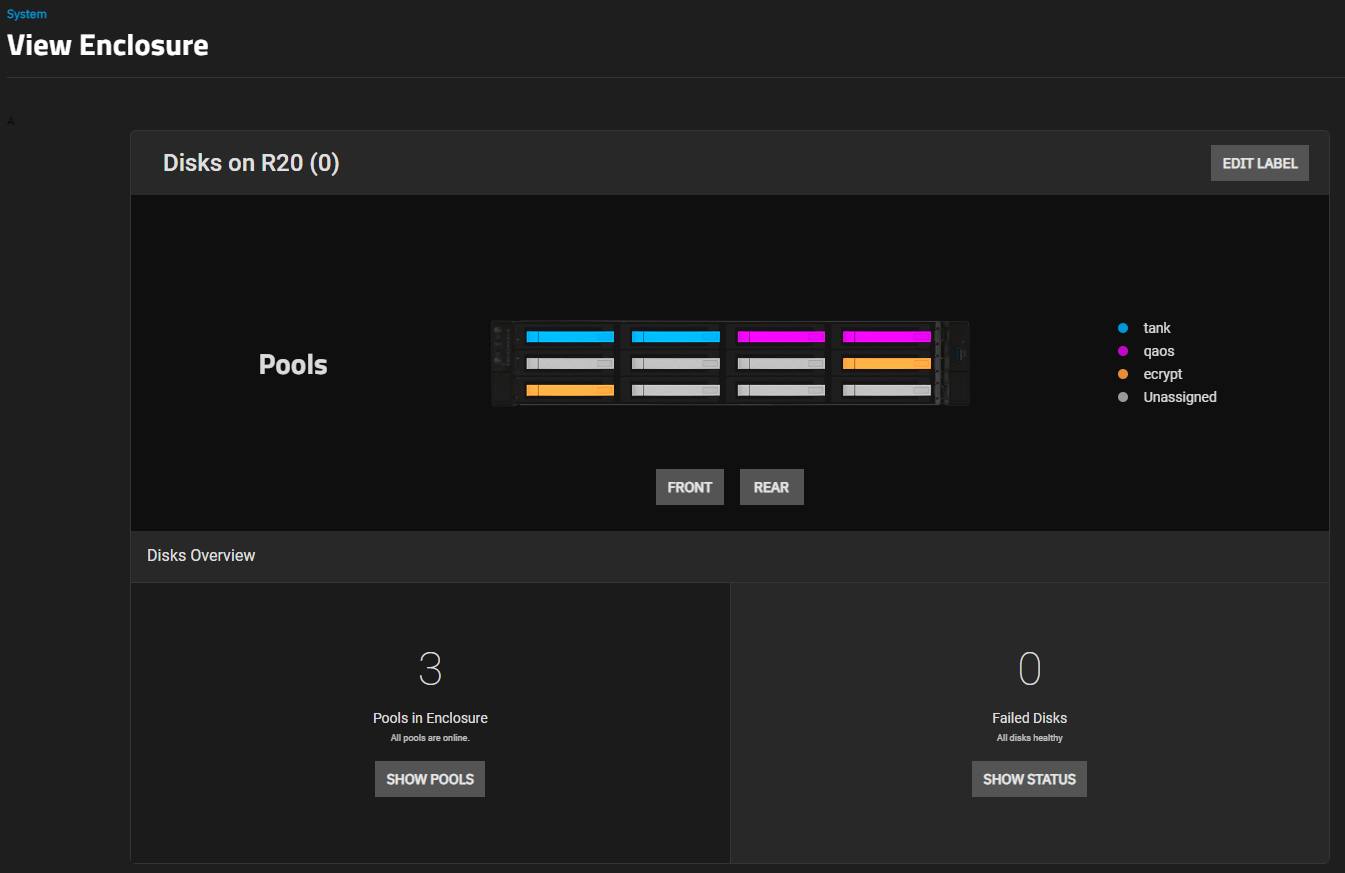 System
View Enclosure
A
Disks on R20 (0)
EDIT LABEL
Pools
tank
qaos
ecrypt
Unassigned
FRONT
REAR
Disks Overview
3
Pools in Enclosure
All pools are online.
SHOW POOLS
0
Failed Disks
All disks healthy
SHOW STATUS